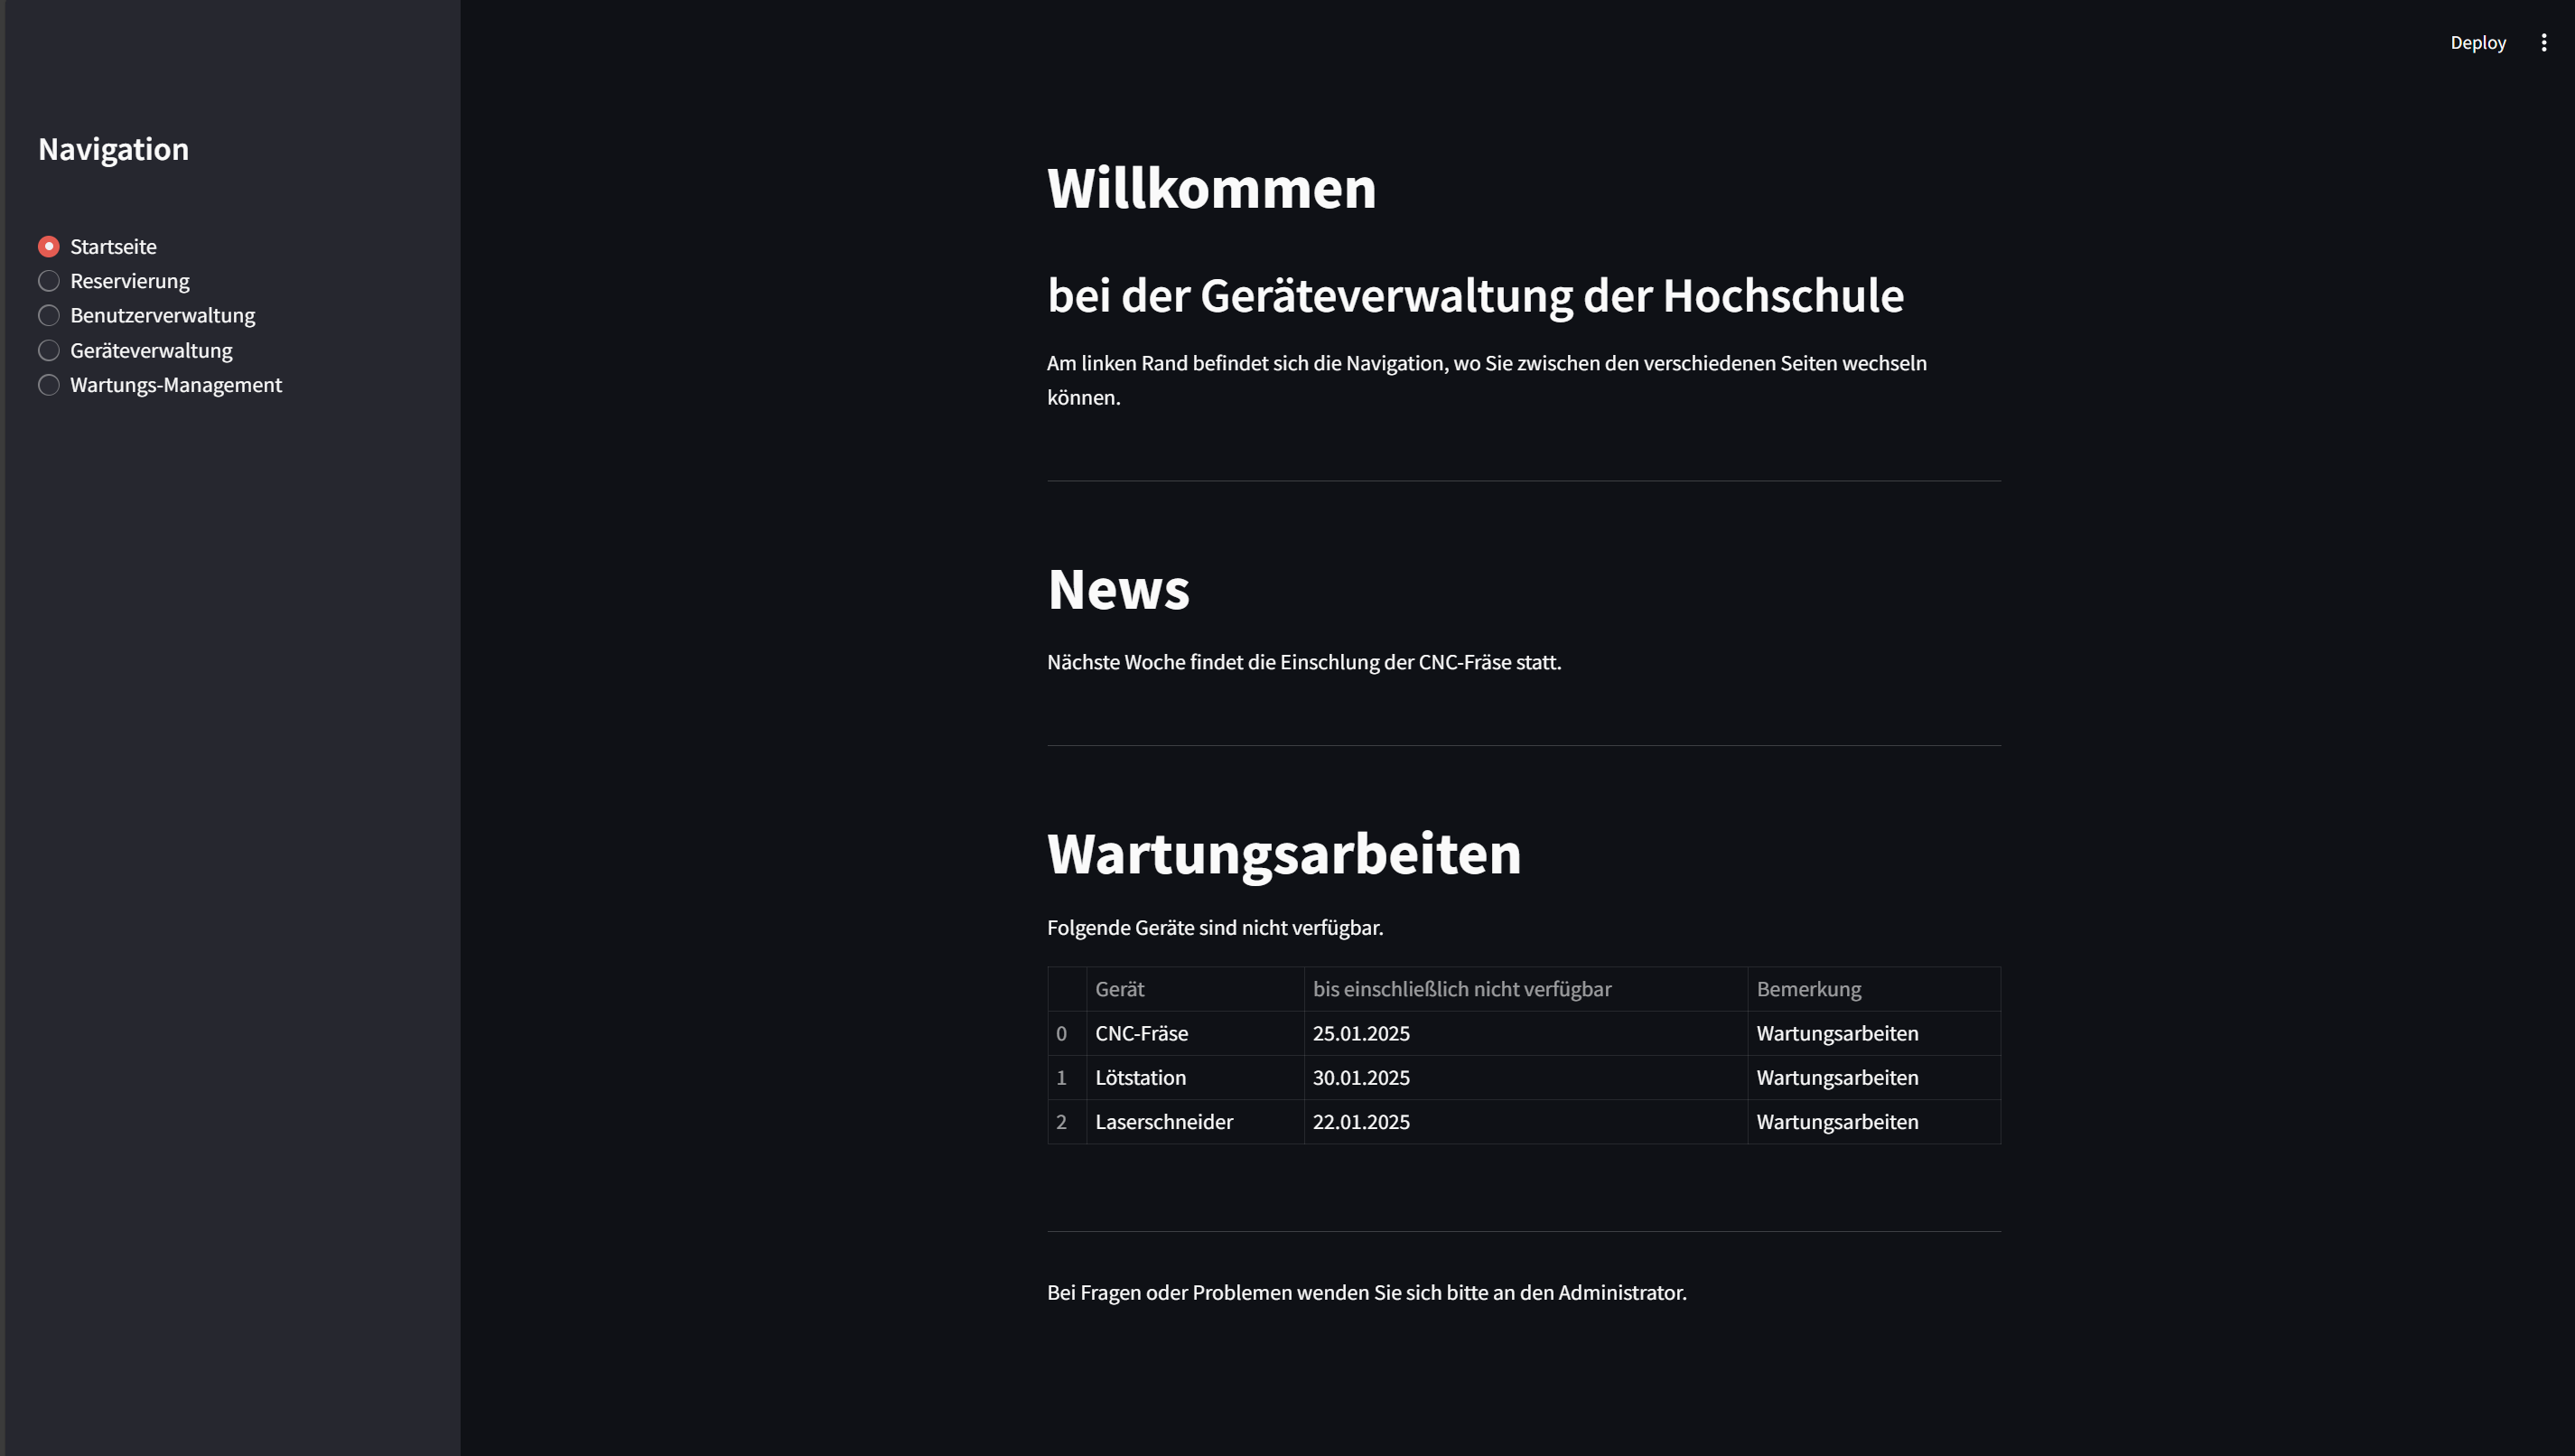 Deploy
Navigation
Startseite
Reservierung
Benutzerverwaltung
Geräteverwaltung
Wartungs-Management
Willkommen
bei der Geräteverwaltung der Hochschule
Am linken Rand befindet sich die Navigation, wo Sie zwischen den verschiedenen Seiten wechseln
können.
News
Nächste Woche findet die Einschlung der CNC-Fräse statt.
Wartungsarbeiten
Folgende Geräte sind nicht verfügbar.
Gerät bis einschließlich nicht verfügbar Bemerkung
0 CNC-Fräse 25.01.2025 Wartungsarbeiten
1 Lötstation 30.01.2025 Wartungsarbeiten
2 Laserschneider 22.01.2025 Wartungsarbeiten
Bei Fragen oder Problemen wenden Sie sich bitte an den Administrator.